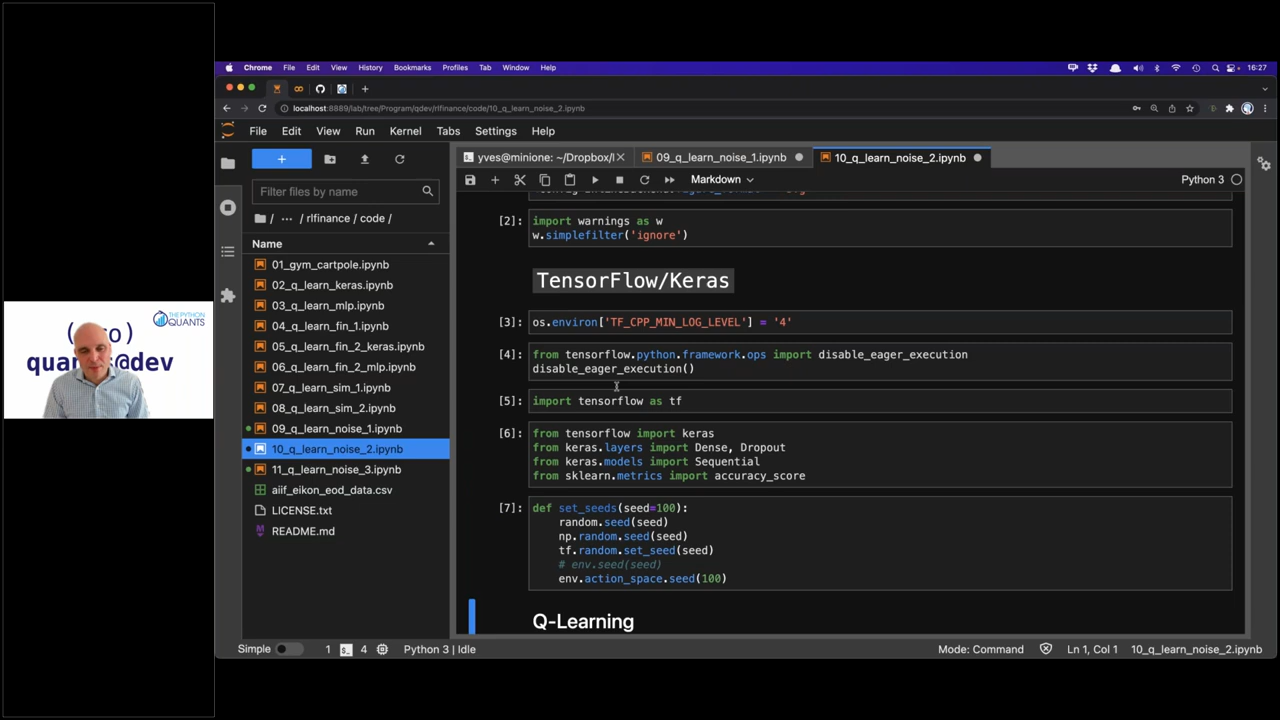 Chrome File Edit View History Bookmarks Profiles Tab Window Help 16:27
localhost:8889/lab/tree/Program/qdev/rlfinance/code/10_q_learn_noise_2.ipynb
File Edit View Run Kernel Tabs Settings Help
yves@minione: ~/Dropbox/ 09_q_learn_noise_1.ipynb 10_q_learn_noise_2.ipynb
Markdown Python 3
Filter files by name
/ ... / rlfinance / code /
Name
01_gym_cartpole.ipynb
02_q_learn_keras.ipynb
03_q_learn_mlp.ipynb
04_q_learn_fin_1.ipynb
05_q_learn_fin_2_keras.ipynb
06_q_learn_fin_2_mlp.ipynb
07_q_learn_sim_1.ipynb
08_q_learn_sim_2.ipynb
09_q_learn_noise_1.ipynb
10_q_learn_noise_2.ipynb
11_q_learn_noise_3.ipynb
aiif_eikon_eod_data.csv
LICENSE.txt
README.md
[2]: import warnings as w
w.simplefilter('ignore')
TensorFlow/Keras
[3]: os.environ['TF_CPP_MIN_LOG_LEVEL'] = '4'
[4]: from tensorflow.python.framework.ops import disable_eager_execution
disable_eager_execution()
[5]: import tensorflow as tf
[6]: from tensorflow import keras
from keras.layers import Dense, Dropout
from keras.models import Sequential
from sklearn.metrics import accuracy_score
[7]: def set_seeds(seed=100):
random.seed(seed)
np.random.seed(seed)
tf.random.set_seed(seed)
# env.seed(seed)
env.action_space.seed(100)
Q-Learning
Simple 1 4 Python 3 | Idle Mode: Command Ln 1, Col 1 10_q_learn_noise_2.ipynb
THE PYTHON
QUANTS